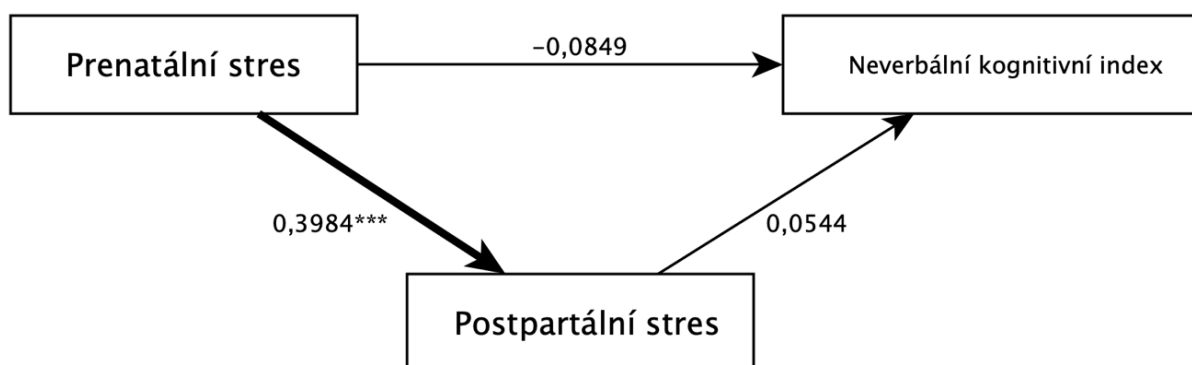 Prenatální stres
–0,0849
Neverbální kognitivní index
0,3984***
0,0544
Postpartální stres